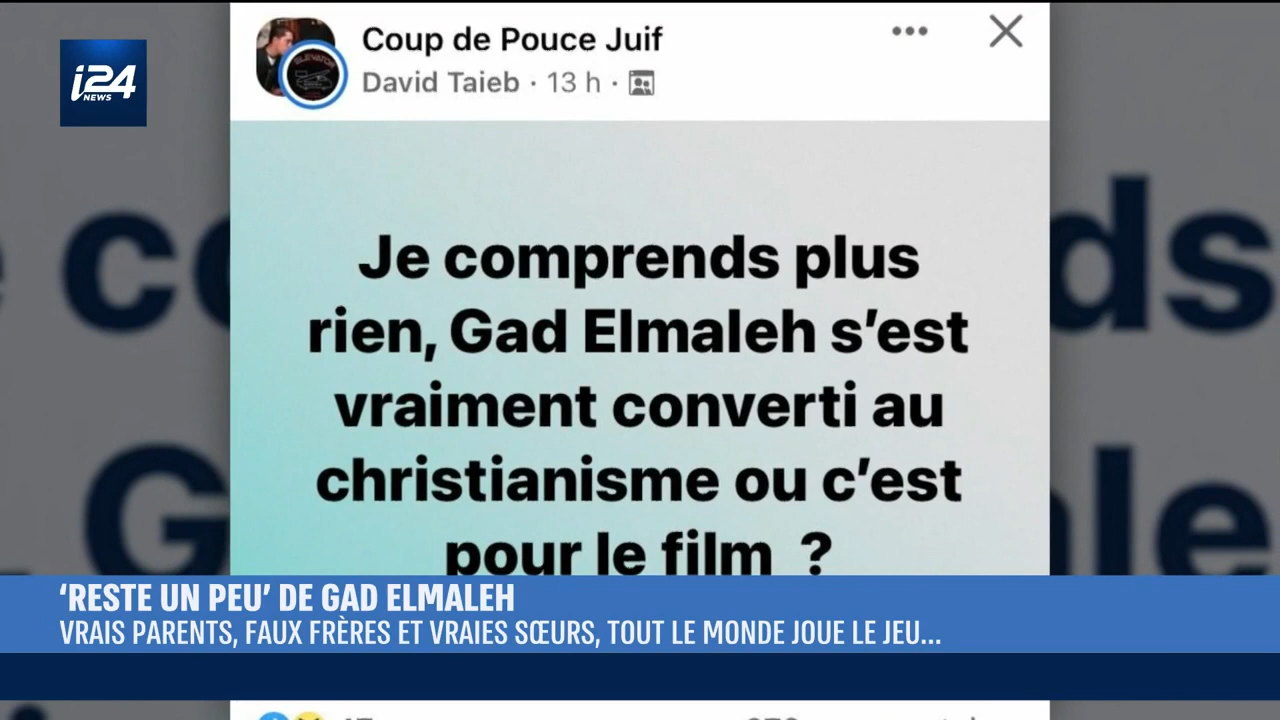 Coup de Pouce Juif
David Taieb · 13 h ·
i24
NEWS
Je comprends plus
rien, Gad Elmaleh s’est
vraiment converti au
christianisme ou c’est
pour le film ?
‘RESTE UN PEU’ DE GAD ELMALEH
VRAIS PARENTS, FAUX FRÈRES ET VRAIES SŒURS, TOUT LE MONDE JOUE LE JEU...